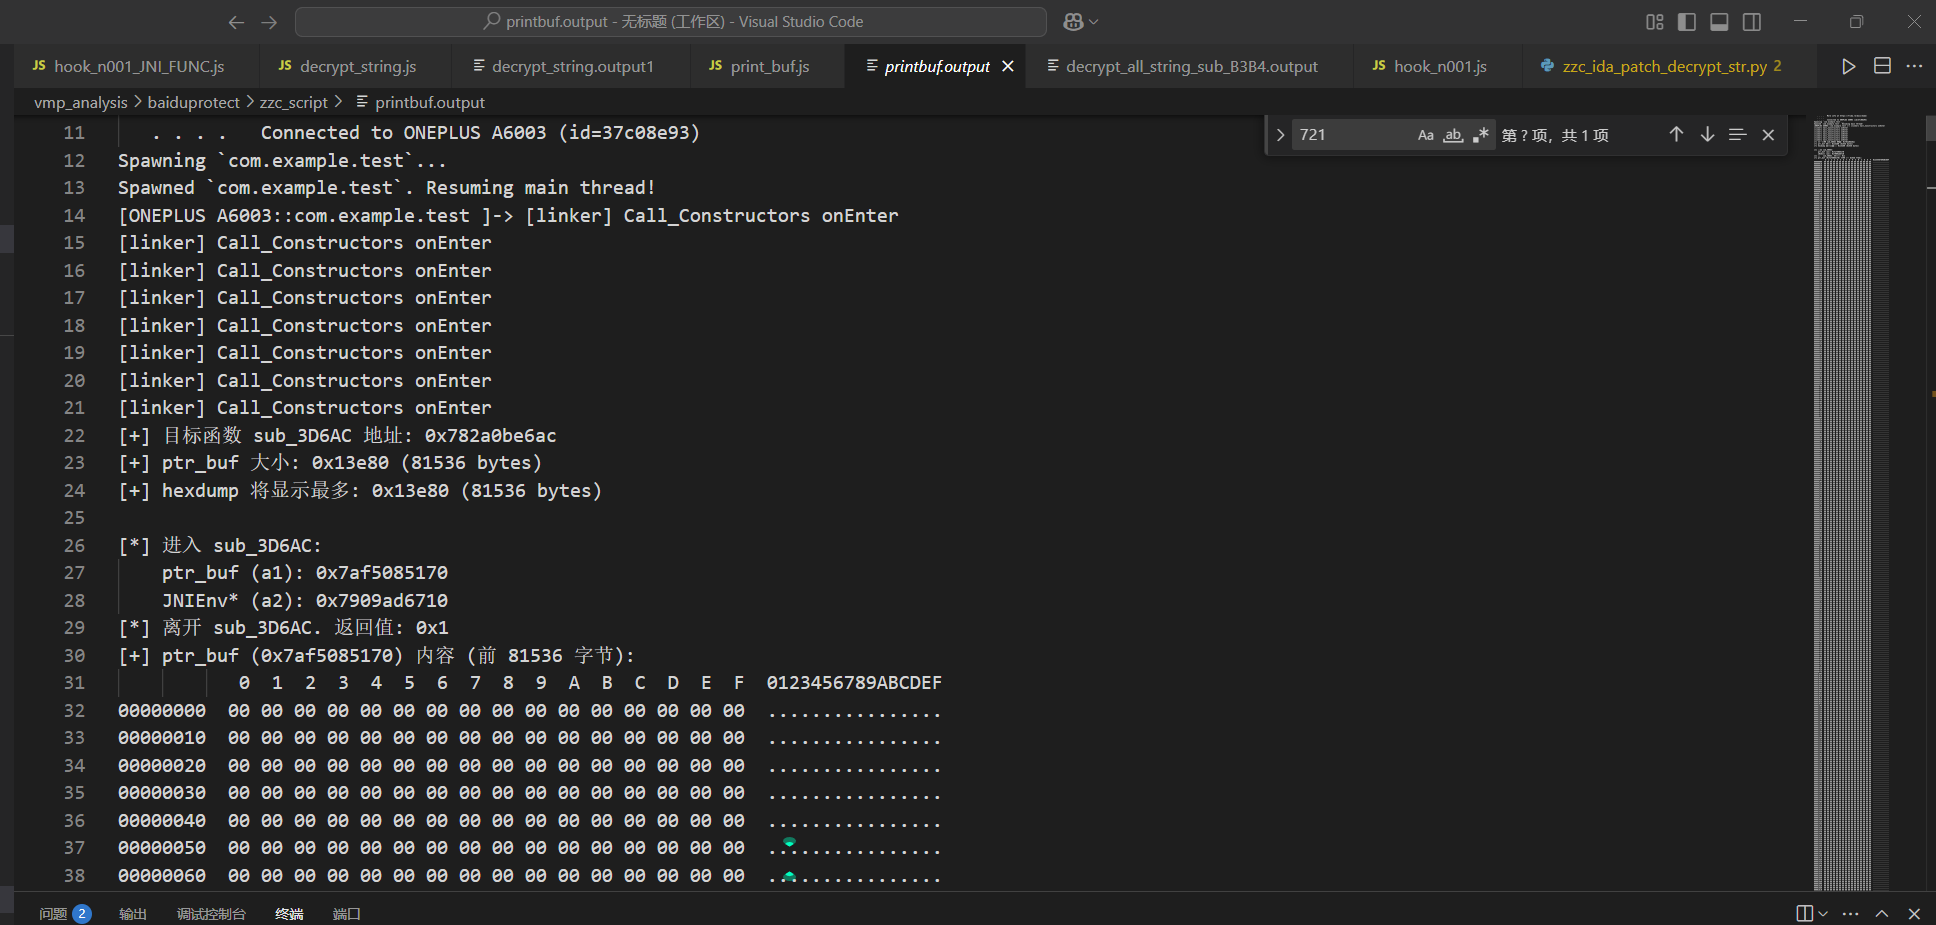 printbuf.output - 无标题 (工作区) - Visual Studio Code
JS hook_n001_JNI_FUNC.js JS decrypt_string.js decrypt_string.output1 JS print_buf.js printbuf.output decrypt_all_string_sub_B3B4.output JS hook_n001.js zzc_ida_patch_decrypt_str.py 2
vmp_analysis > baiduprotect > zzc_script > printbuf.output
721 Aa ab 第 ? 项, 共 1 项
11 . . . . Connected to ONEPLUS A6003 (id=37c08e93)
12 Spawning `com.example.test`...
13 Spawned `com.example.test`. Resuming main thread!
14 [ONEPLUS A6003::com.example.test ]-> [linker] Call_Constructors onEnter
15 [linker] Call_Constructors onEnter
16 [linker] Call_Constructors onEnter
17 [linker] Call_Constructors onEnter
18 [linker] Call_Constructors onEnter
19 [linker] Call_Constructors onEnter
20 [linker] Call_Constructors onEnter
21 [linker] Call_Constructors onEnter
22 [+] 目标函数 sub_3D6AC 地址: 0x782a0be6ac
23 [+] ptr_buf 大小: 0x13e80 (81536 bytes)
24 [+] hexdump 将显示最多: 0x13e80 (81536 bytes)
25
26 [*] 进入 sub_3D6AC:
27 ptr_buf (a1): 0x7af5085170
28 JNIEnv* (a2): 0x7909ad6710
29 [*] 离开 sub_3D6AC. 返回值: 0x1
30 [+] ptr_buf (0x7af5085170) 内容 (前 81536 字节):
31 0 1 2 3 4 5 6 7 8 9 A B C D E F 0123456789ABCDEF
32 00000000 00 00 00 00 00 00 00 00 00 00 00 00 00 00 00 00 ................
33 00000010 00 00 00 00 00 00 00 00 00 00 00 00 00 00 00 00 ................
34 00000020 00 00 00 00 00 00 00 00 00 00 00 00 00 00 00 00 ................
35 00000030 00 00 00 00 00 00 00 00 00 00 00 00 00 00 00 00 ................
36 00000040 00 00 00 00 00 00 00 00 00 00 00 00 00 00 00 00 ................
37 00000050 00 00 00 00 00 00 00 00 00 00 00 00 00 00 00 00 ................
38 00000060 00 00 00 00 00 00 00 00 00 00 00 00 00 00 00 00 ................
问题 2 输出 调试控制台 终端 端口